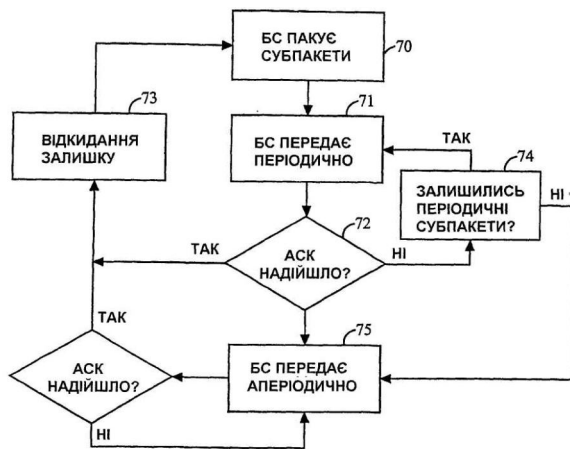 БС ПАКУЄ
СУБПАКЕТИ
70
73
ВІДКИДАННЯ
ЗАЛИШКУ
71
БС ПЕРЕДАЄ
ПЕРІОДИЧНО
ТАК
74
ЗАЛИШИЛИСЬ
ПЕРІОДИЧНІ
СУБПАКЕТИ?
НІ
72
АСК
НАДІЙШЛО?
ТАК
НІ
ТАК
75
БС ПЕРЕДАЄ
АПЕРІОДИЧНО
АСК
НАДІЙШЛО?
НІ